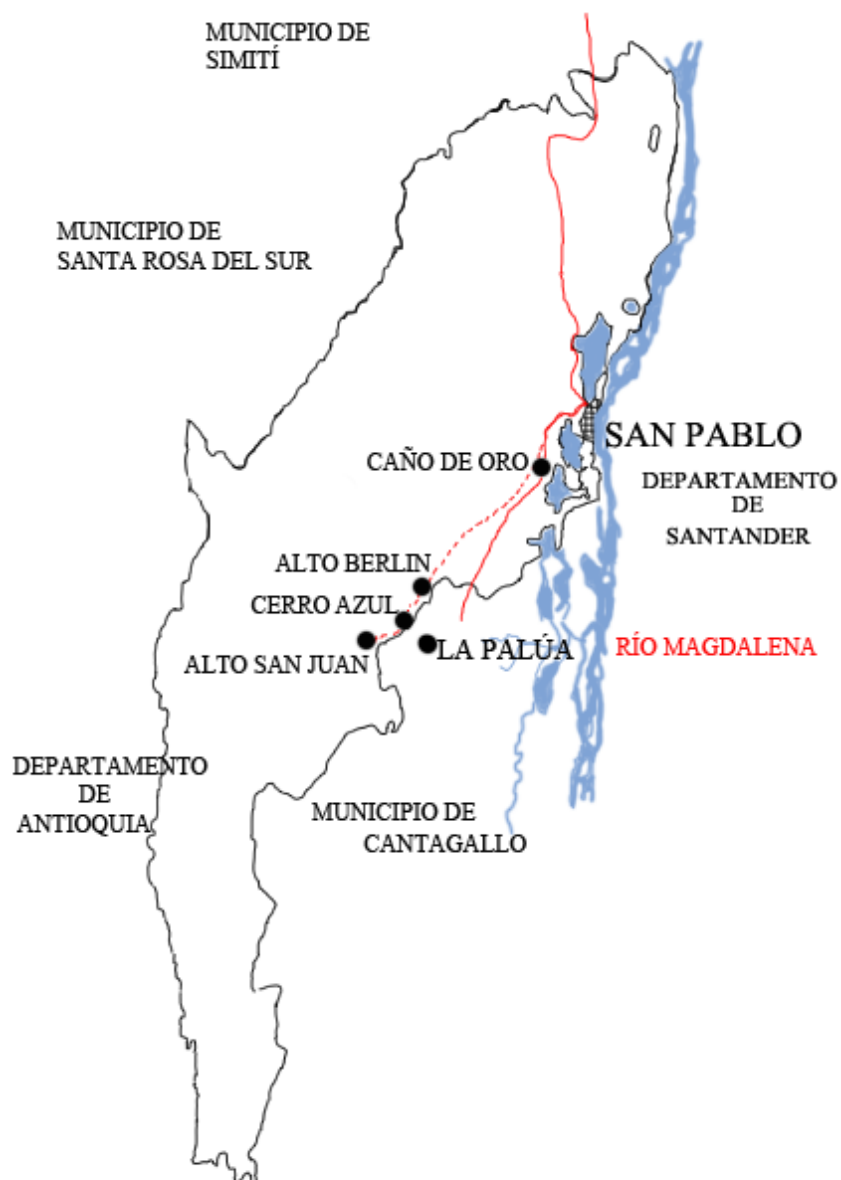 MUNICIPIO DE
SIMITÍ
MUNICIPIO DE
SANTA ROSA DEL SUR
SAN PABLO
CAÑO DE ORO
DEPARTAMENTO
DE
SANTANDER
ALTO BERLIN
CERRO AZUL
LA PALÚA
RÍO MAGDALENA
ALTO SAN JUAN
DEPARTAMENTO
DE
ANTIOQUIA
MUNICIPIO DE
CANTAGALLO